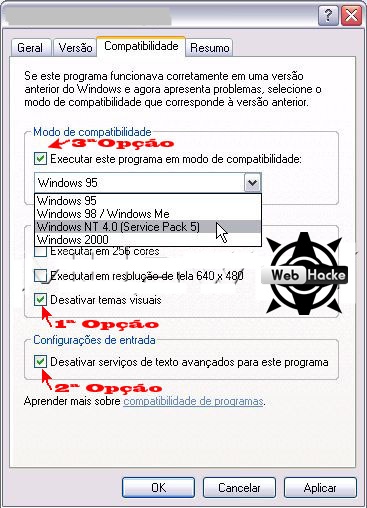 Geral
Versão
Compatibilidade
Resumo
Se este programa funcionava corretamente em uma versão
anterior do Windows e agora apresenta problemas, selecione o
modo de compatibilidade que corresponde à versão anterior.
Modo de compatibilidade
3ª Opção
Executar este programa em modo de compatibilidade:
Windows 95
Windows 95
Windows 98 / Windows Me
Windows NT 4.0 (Service Pack 5)
Windows 2000
Executar em 256 cores
Executar em resolução de tela 640 x 480
Web Hacke
Desativar temas visuais
1ª Opção
Configurações de entrada
Desativar serviços de texto avançados para este programa
2ª Opção
Aprender mais sobre compatibilidade de programas.
OK
Cancelar
Aplicar